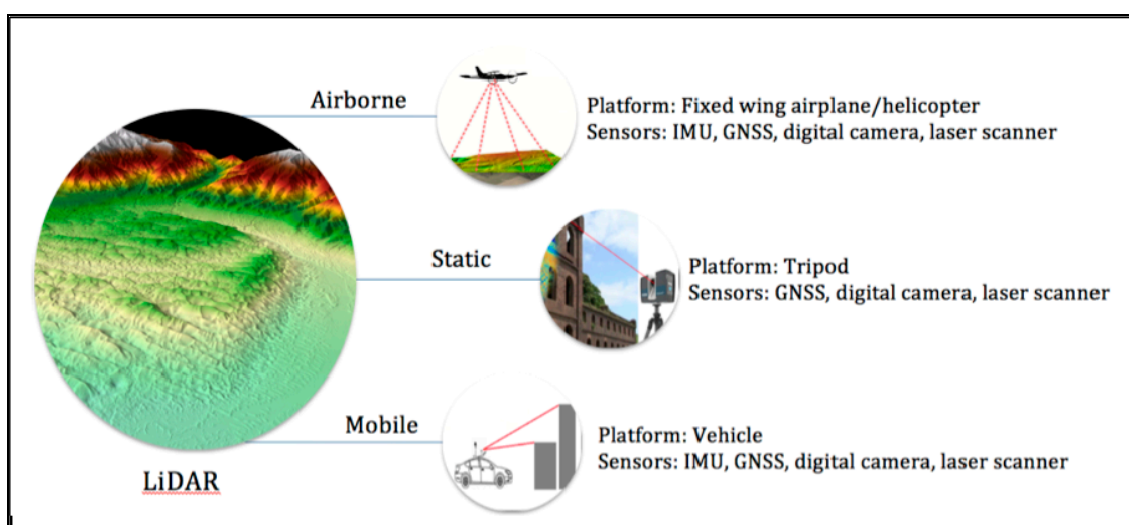 Airborne
Platform: Fixed wing airplane/helicopter
Sensors: IMU, GNSS, digital camera, laser scanner
Static
Platform: Tripod
Sensors: GNSS, digital camera, laser scanner
Mobile
Platform: Vehicle
Sensors: IMU, GNSS, digital camera, laser scanner
LiDAR